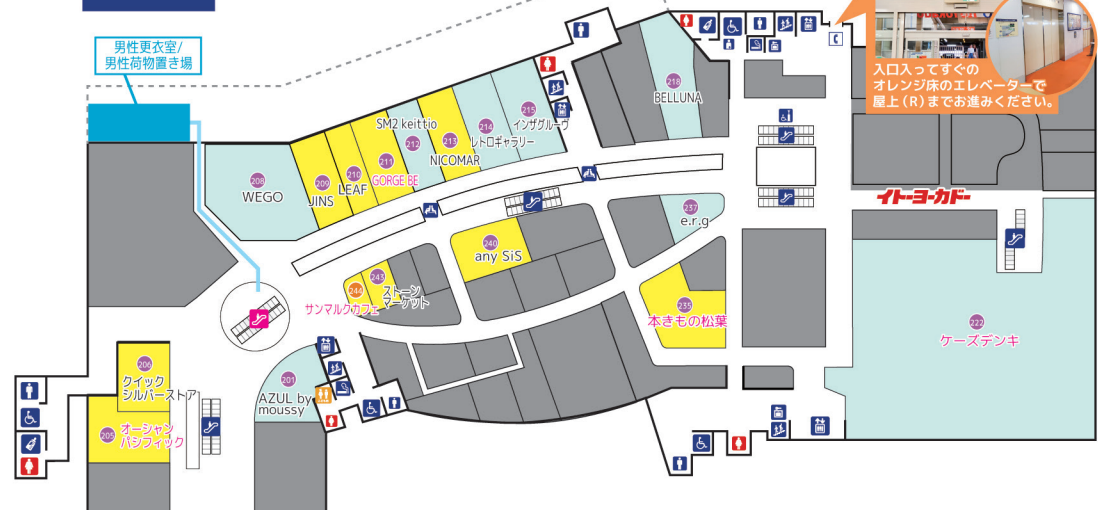 男性更衣室/
男性荷物置き場
入口入ってすぐの
オレンジ床のエレベーターで
屋上(R)までお進みください。
218
BELLUNA
215
インザグルーヴ
214
レトロギャラリー
SM2 keittio
212
213
NICOMAR
211
GORGE BE
210
LEAF
209
JINS
208
WEGO
イトーヨーカドー
237
e.r.g
240
any SiS
243
ストーン
マーケット
244
サンマルクカフェ
235
本きもの松葉
222
ケーズデンキ
206
クイック
シルバーストア
205
オーシャン
パシフィック
201
AZUL by
moussy